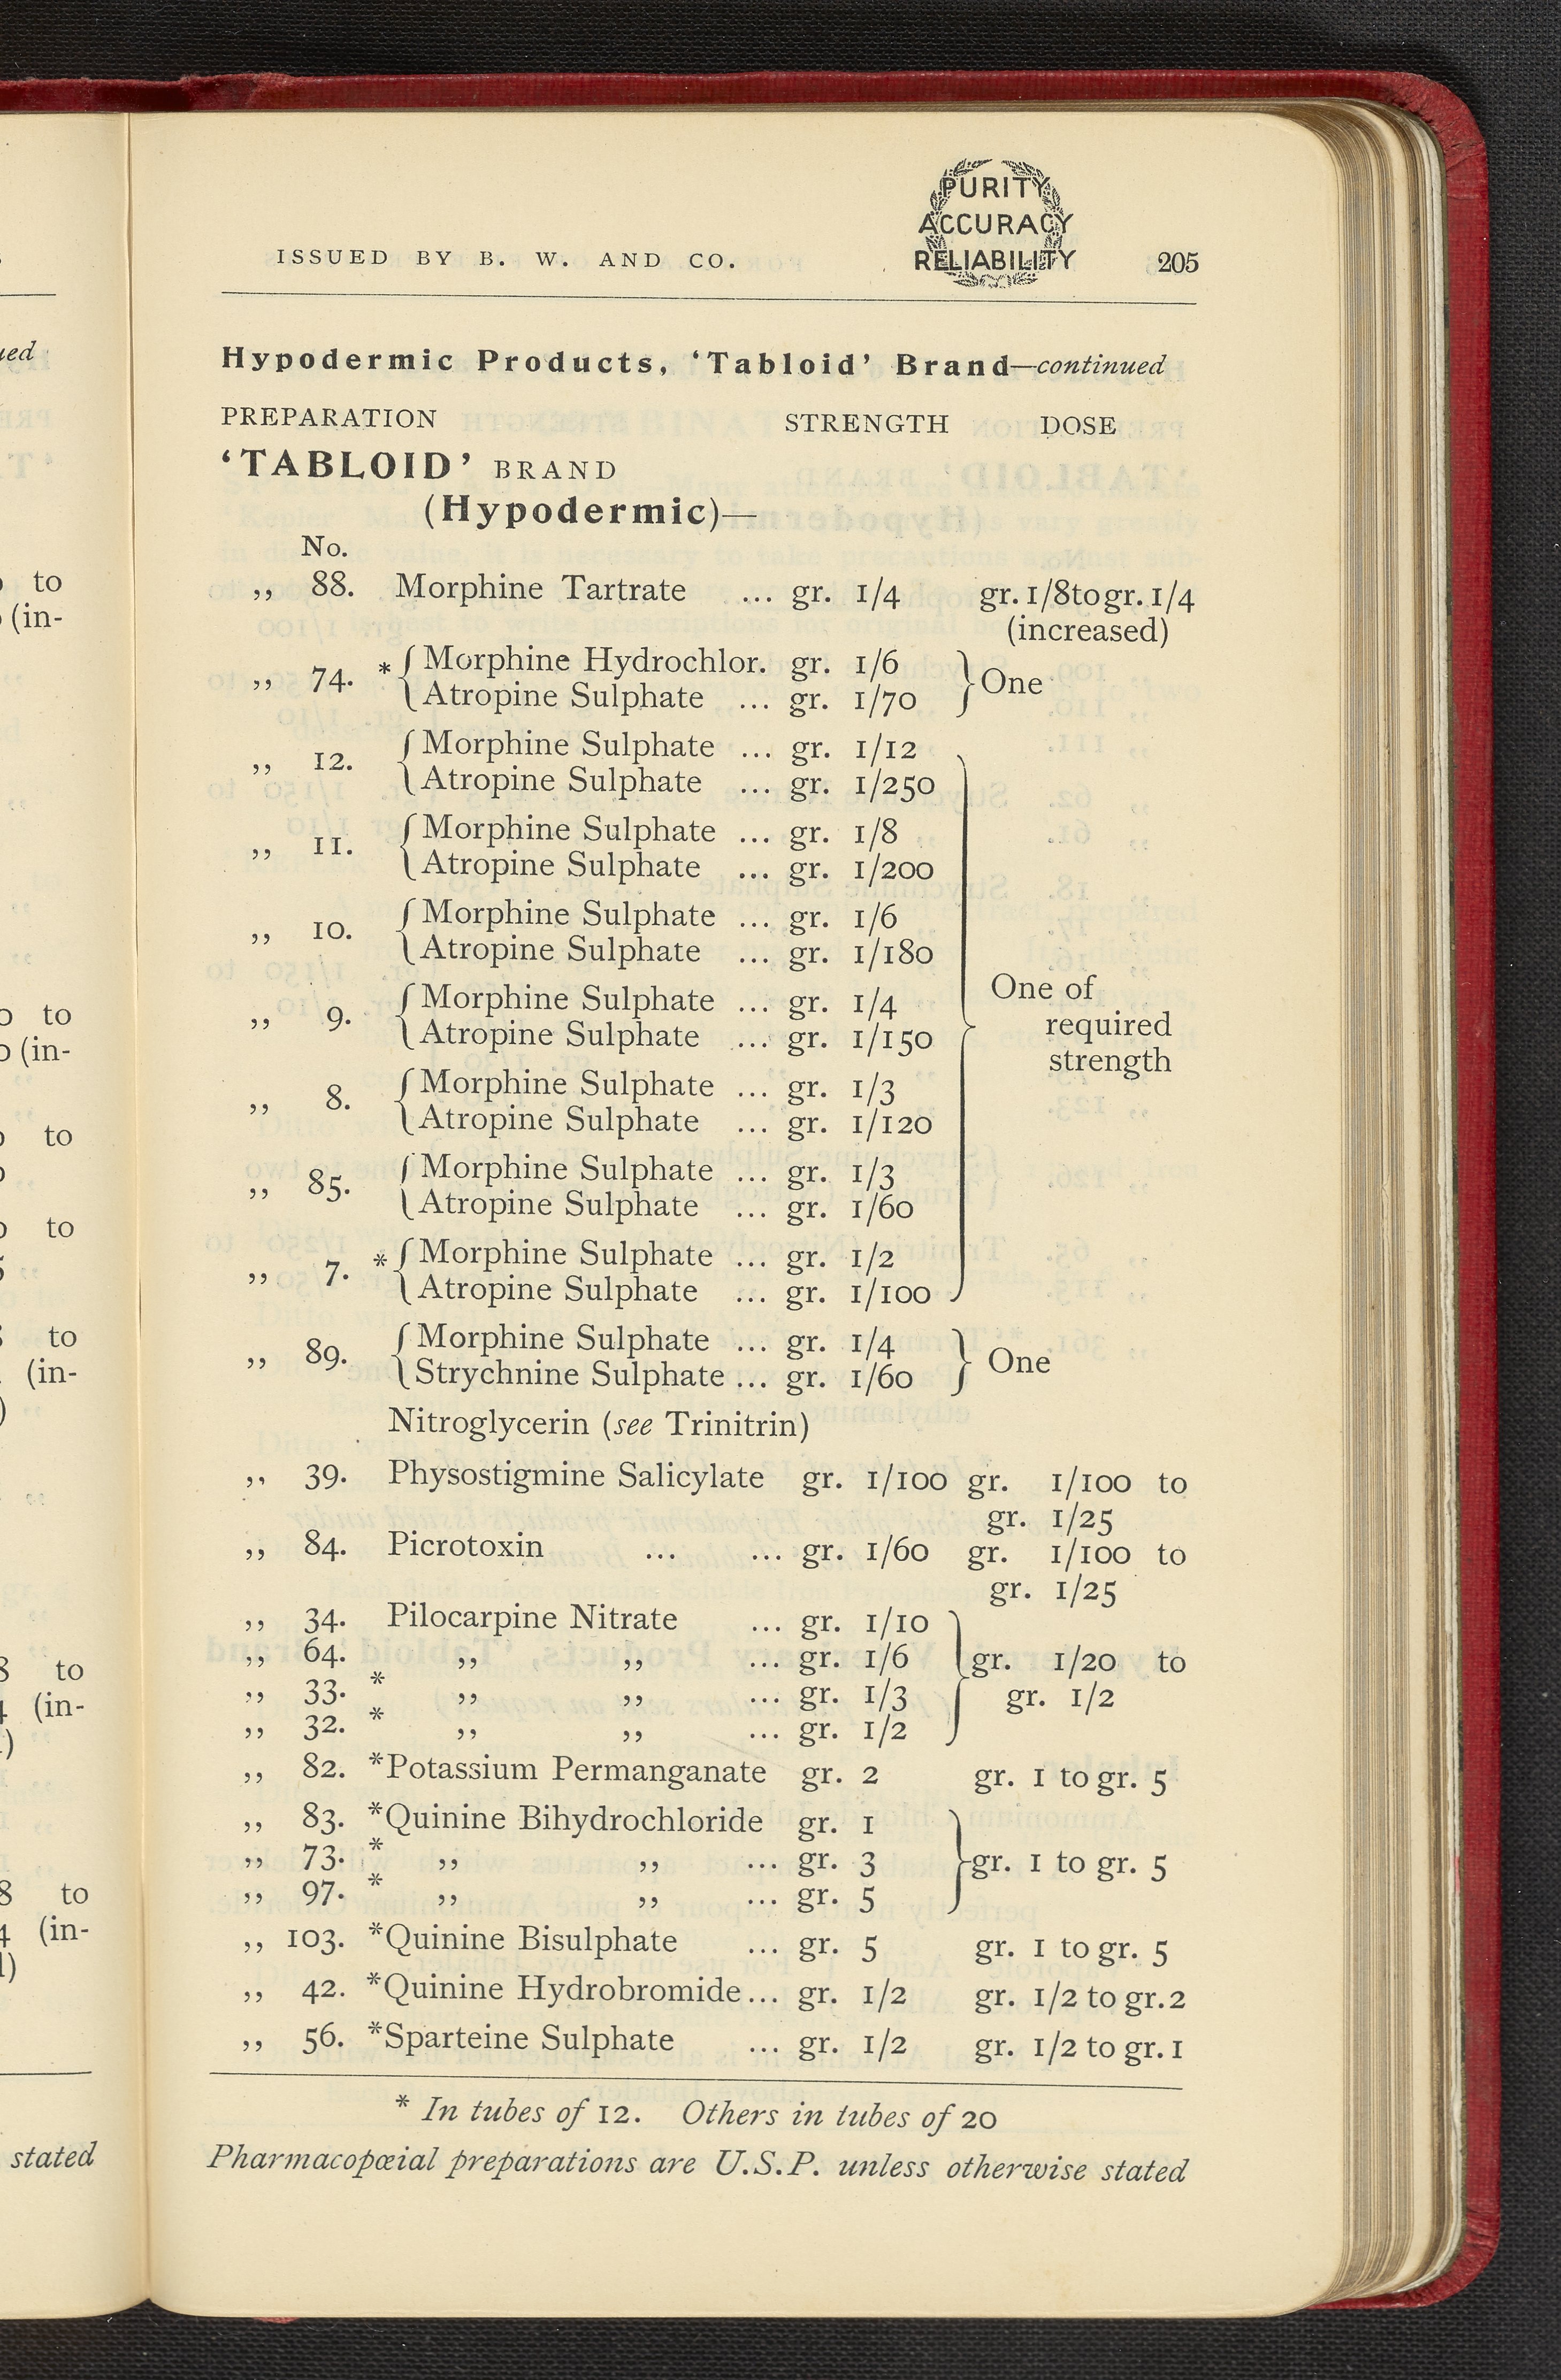 PURITY
ACCURACY
RELIABILITY
ISSUED BY B. W. AND CO. 205
Hypodermic Products, ‘Tabloid’ Brand—continued
PREPARATION STRENGTH DOSE
‘TABLOID’ BRAND
(Hypodermic)—
No.
,, 88. Morphine Tartrate ... gr. 1/4 gr. 1/8 to gr. 1/4
(increased)
,, 74. * { Morphine Hydrochlor. gr. 1/6 } One
Atropine Sulphate ... gr. 1/70
,, 12. { Morphine Sulphate ... gr. 1/12
Atropine Sulphate ... gr. 1/250
,, 11. { Morphine Sulphate ... gr. 1/8
Atropine Sulphate ... gr. 1/200
,, 10. { Morphine Sulphate ... gr. 1/6
Atropine Sulphate ... gr. 1/180
,, 9. { Morphine Sulphate ... gr. 1/4
Atropine Sulphate ... gr. 1/150
,, 8. { Morphine Sulphate ... gr. 1/3
Atropine Sulphate ... gr. 1/120
,, 85. { Morphine Sulphate ... gr. 1/3
Atropine Sulphate ... gr. 1/60
,, 7. * { Morphine Sulphate ... gr. 1/2
Atropine Sulphate ... gr. 1/100
} One of
required
strength
,, 89. { Morphine Sulphate ... gr. 1/4 } One
Strychnine Sulphate ... gr. 1/60
Nitroglycerin (see Trinitrin)
,, 39. Physostigmine Salicylate gr. 1/100 gr. 1/100 to
gr. 1/25
,, 84. Picrotoxin ... ... gr. 1/60 gr. 1/100 to
gr. 1/25
,, 34. Pilocarpine Nitrate ... gr. 1/10
,, 64. ,, ,, ... gr. 1/6 } gr. 1/20 to
,, 33. * ,, ,, ... gr. 1/3 gr. 1/2
,, 32. * ,, ,, ... gr. 1/2
,, 82. *Potassium Permanganate gr. 2 gr. 1 to gr. 5
,, 83. *Quinine Bihydrochloride gr. 1
,, 73. * ,, ,, ... gr. 3 } gr. 1 to gr. 5
,, 97. * ,, ,, ... gr. 5
,, 103. *Quinine Bisulphate ... gr. 5 gr. 1 to gr. 5
,, 42. *Quinine Hydrobromide ... gr. 1/2 gr. 1/2 to gr. 2
,, 56. *Sparteine Sulphate ... gr. 1/2 gr. 1/2 to gr. 1
* In tubes of 12. Others in tubes of 20
Pharmacopœial preparations are U.S.P. unless otherwise stated
to
(in-
to
(in-
to
to
to
(in-
to
(in-
to
(in-
stated